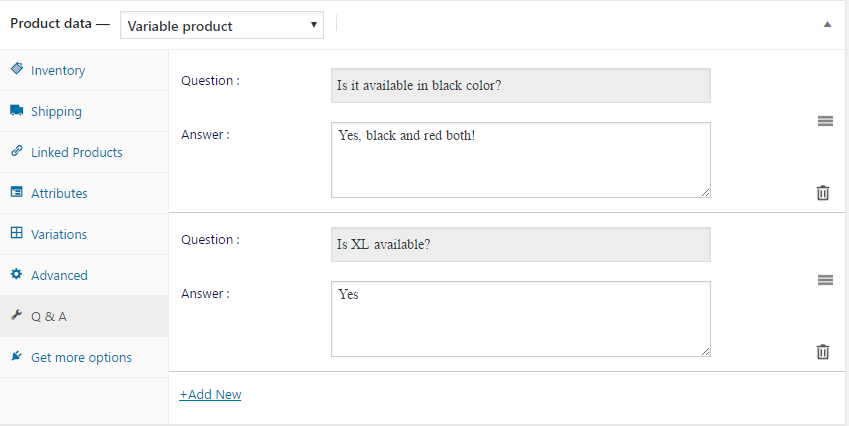 Product data — Variable product
Inventory
Shipping
Linked Products
Attributes
Variations
Advanced
Q & A
Get more options
Question :
Is it available in black color?
Answer :
Yes, black and red both!
Question :
Is XL available?
Answer :
Yes
+Add New